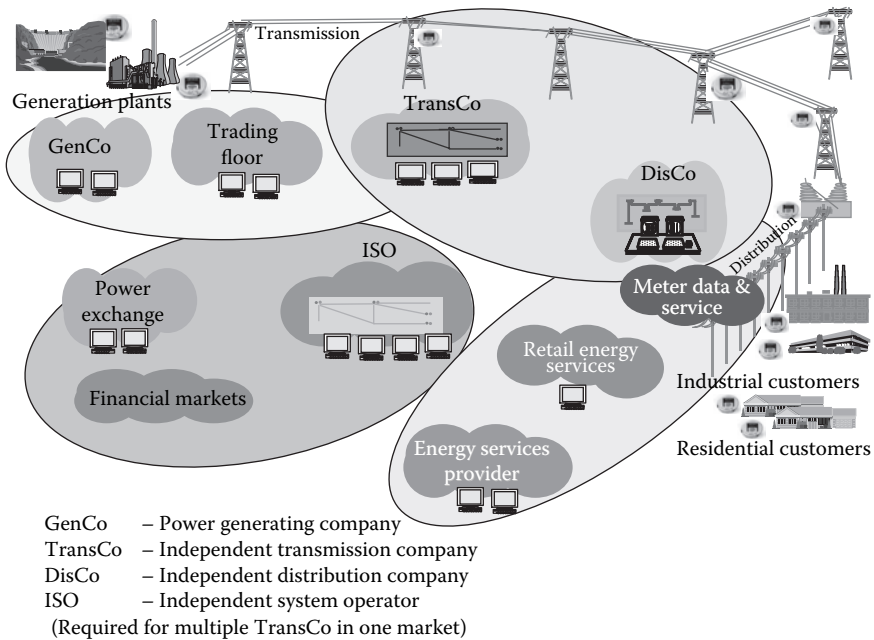 Transmission
Generation plants
GenCo
Trading
floor
TransCo
DisCo
Distribution
Meter data &
service
ISO
Power
exchange
Financial markets
Retail energy
services
Energy services
provider
Industrial customers
Residential customers
GenCo – Power generating company
TransCo – Independent transmission company
DisCo – Independent distribution company
ISO – Independent system operator
(Required for multiple TransCo in one market)